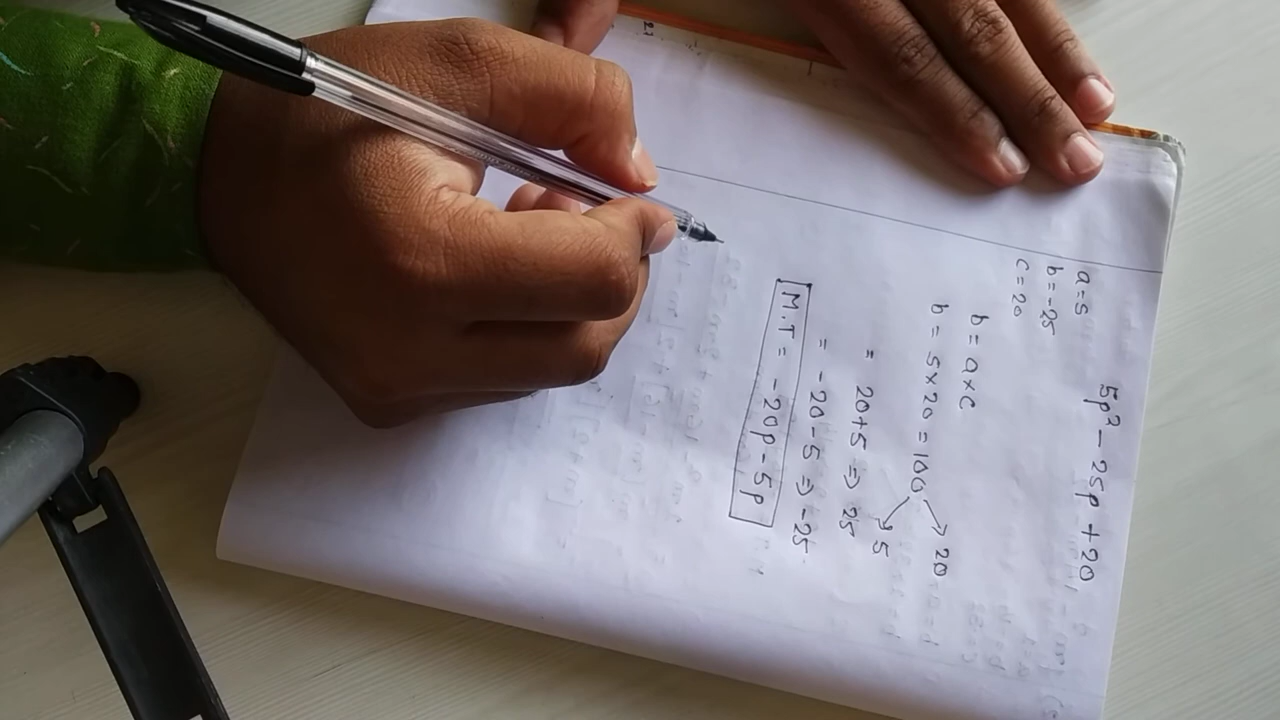 5p² - 25p + 20
a = 5
b = -25
c = 20
b = a × c
b = 5 × 20 = 100 → 20
→ 5
= 20 + 5 ⇒ 25
= -20 - 5 ⇒ -25
M.T = -20p - 5p